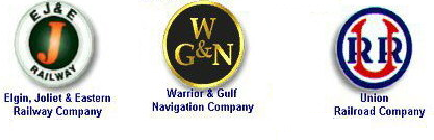 EJ&E
J
RAILWAY
Elgin, Joliet & Eastern
Railway Company
W
G&N
Warrior & Gulf
Navigation Company
U
RR
Union
Railroad Company